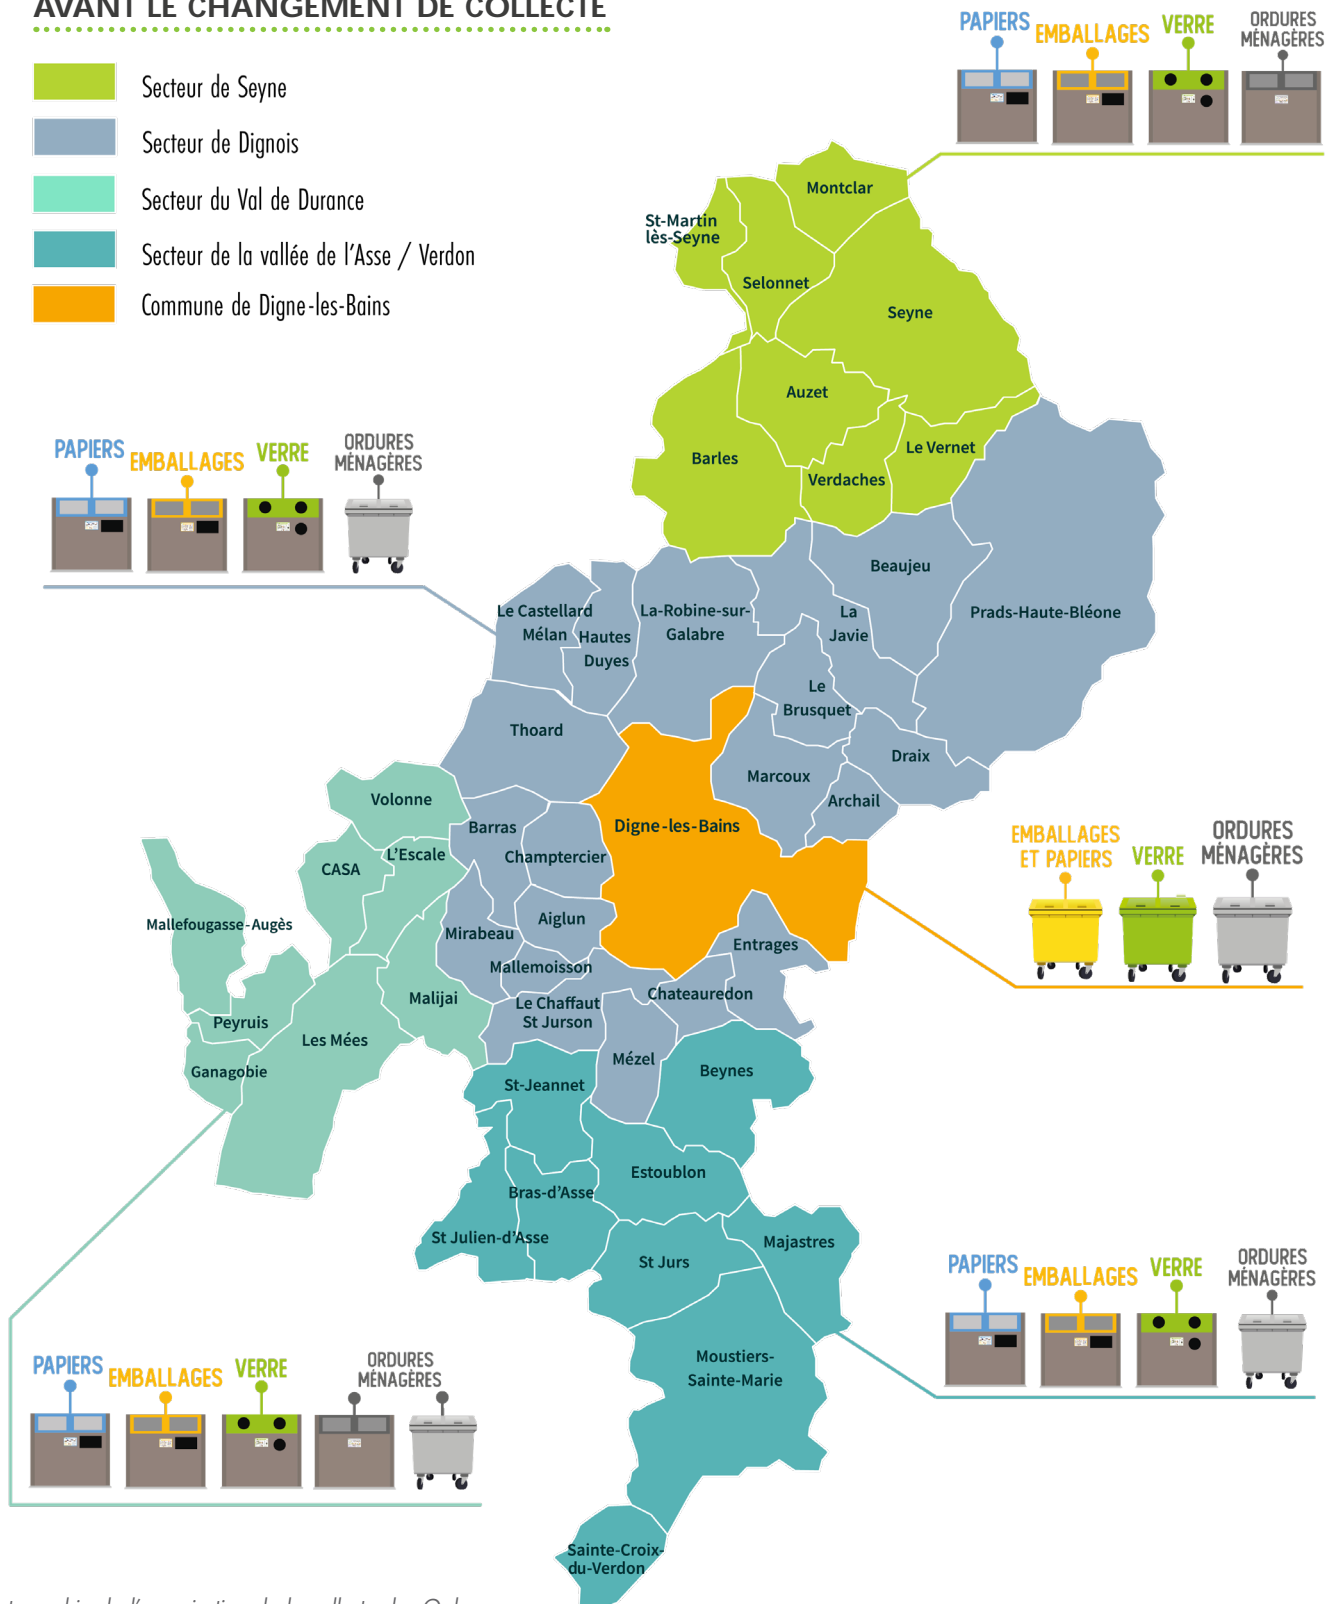 AVANT LE CHANGEMENT DE COLLECTE
Secteur de Seyne
Secteur de Dignois
Secteur du Val de Durance
Secteur de la vallée de l'Asse / Verdon
Commune de Digne-les-Bains
PAPIERS
EMBALLAGES
VERRE
ORDURES
MÉNAGÈRES
Montclar
St-Martin
lès-Seyne
Selonnet
Seyne
Auzet
Barles
Le Vernet
Verdaches
PAPIERS
EMBALLAGES
VERRE
ORDURES
MÉNAGÈRES
Beaujeu
Le Castellard
Mélan
Hautes
Duyes
La-Robine-sur-
Galabre
La
Javie
Prads-Haute-Bléone
Le
Brusquet
Thoard
Draix
Marcoux
Archail
Volonne
Barras
Digne-les-Bains
L'Escale
CASA
Champtercier
EMBALLAGES
ET PAPIERS
VERRE
ORDURES
MÉNAGÈRES
Mallefougasse-Augès
Aiglun
Mirabeau
Entrages
Mallemoisson
Malijai
Le Chaffaut
St Jurson
Chateauredon
Peyruis
Les Mées
Ganagobie
Mézel
Beynes
St-Jeannet
Estoublon
Bras-d'Asse
St Julien-d'Asse
St Jurs
Majastres
PAPIERS
EMBALLAGES
VERRE
ORDURES
MÉNAGÈRES
Moustiers-
Sainte-Marie
PAPIERS
EMBALLAGES
VERRE
ORDURES
MÉNAGÈRES
Sainte-Croix-
du-Verdon